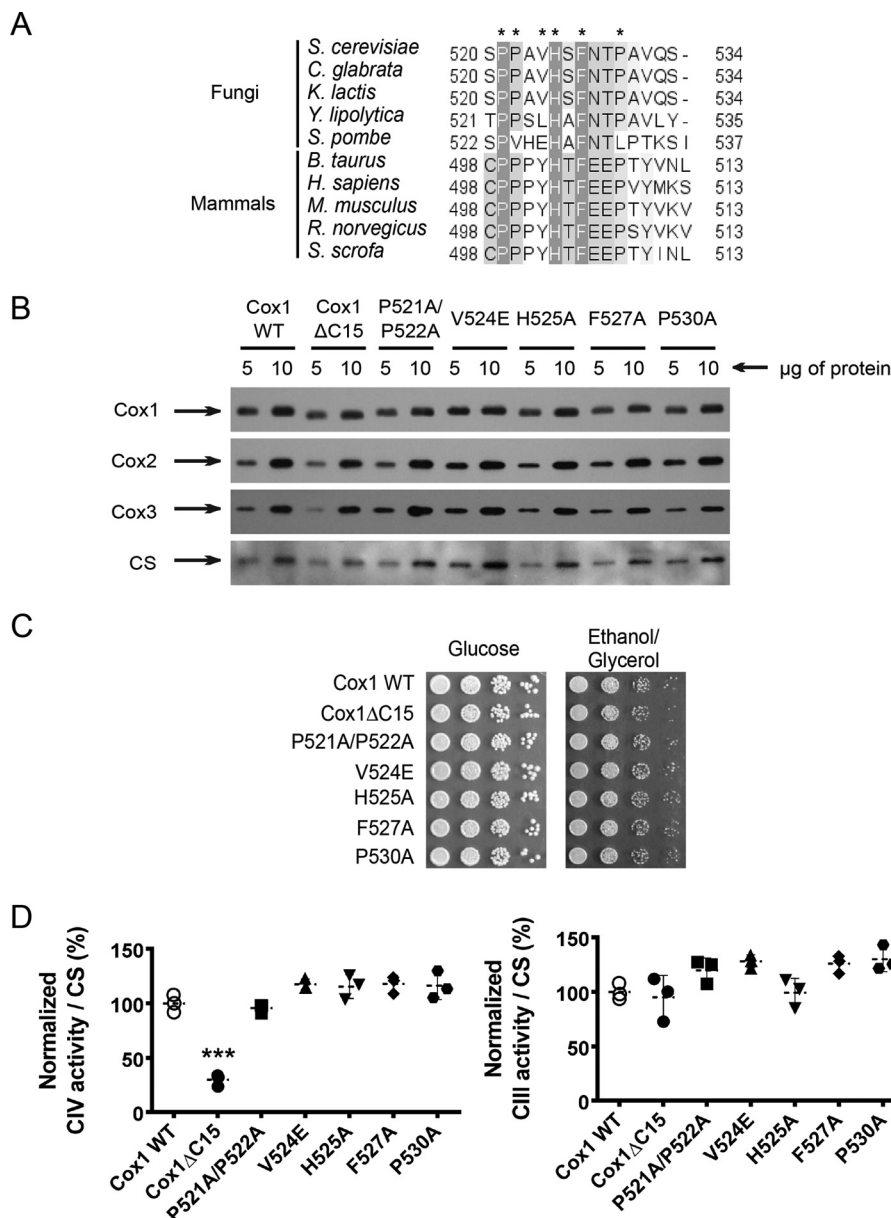 A
* * * * * *
S. cerevisiae 520 SPPAVHSFNTPAVQS- 534
C. glabrata 520 SPPAVHSFNTPAVQS- 534
Fungi
K. lactis 520 SPPAVHSFNTPAVQS- 534
Y. lipolytica 521 TPPSLHAFNTPAVLY- 535
S. pombe 522 SPVHEHAFNTLPTKSI 537
B. taurus 498 CPPPYHTFEEPTYVNL 513
H. sapiens 498 CPPPYHTFEEPVYMKS 513
Mammals
M. musculus 498 CPPPYHTFEEPTYVKV 513
R. norvegicus 498 CPPPYHTFEEPSYVKV 513
S. scrofa 498 CPPPYHTFEEPTYINL 513
B
Cox1 WT Cox1 ΔC15 P521A/P522A V524E H525A F527A P530A
5 10 5 10 5 10 5 10 5 10 5 10 5 10 µg of protein
Cox1
Cox2
Cox3
CS
C
Glucose Ethanol/Glycerol
Cox1 WT
Cox1ΔC15
P521A/P522A
V524E
H525A
F527A
P530A
D
Normalized
CIV activity / CS (%)
150
100
50
0
***
Cox1 WT Cox1ΔC15 P521A/P522A V524E H525A F527A P530A
Normalized
CIII activity / CS (%)
150
100
50
0
Cox1 WT Cox1ΔC15 P521A/P522A V524E H525A F527A P530A